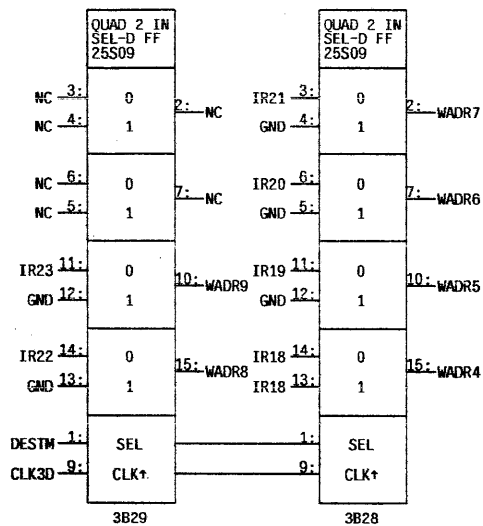 QUAD 2 IN
SEL-D FF
25S09
NC 3: 0
2: NC
NC 4: 1
NC 6: 0
7: NC
NC 5: 1
IR23 11: 0
10: WADR9
GND 12: 1
IR22 14: 0
15: WADR8
GND 13: 1
DESTM 1: SEL
CLK3D 9: CLK↑
3B29
QUAD 2 IN
SEL-D FF
25S09
IR21 3: 0
2: WADR7
GND 4: 1
IR20 6: 0
7: WADR6
GND 5: 1
IR19 11: 0
10: WADR5
GND 12: 1
IR18 14: 0
15: WADR4
IR18 13: 1
1: SEL
9: CLK↑
3B28